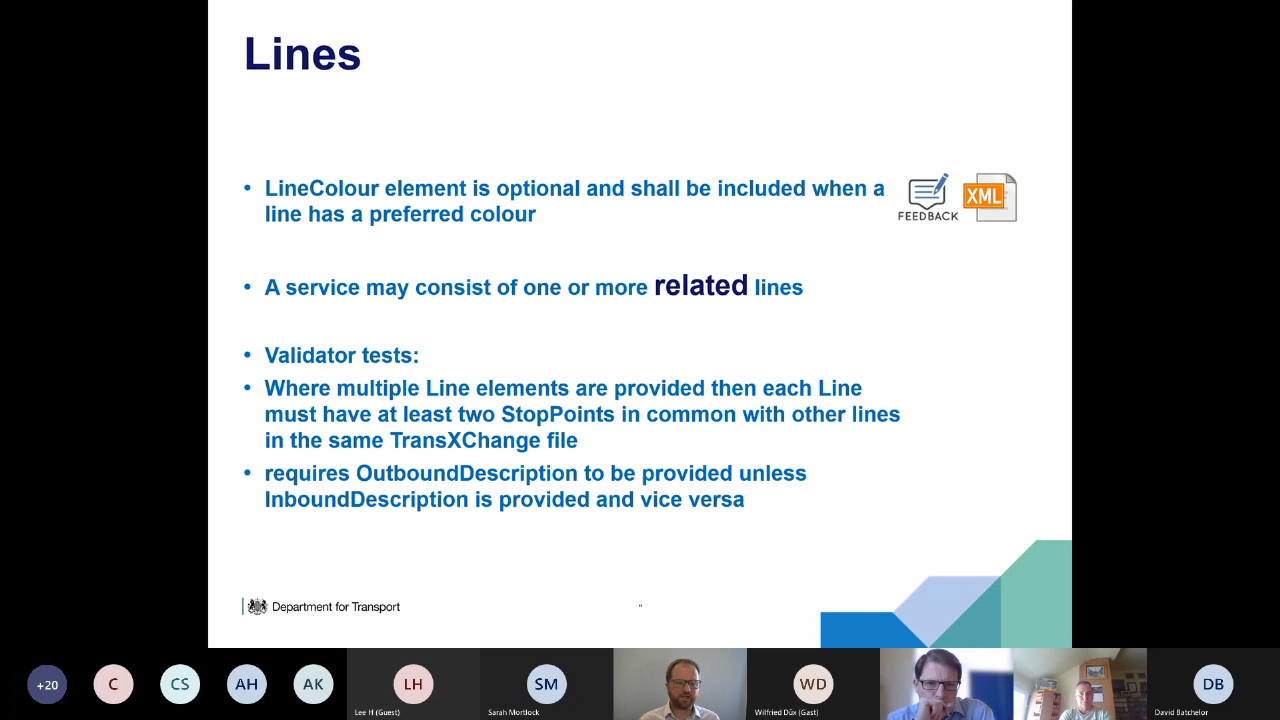 Lines
• LineColour element is optional and shall be included when a
line has a preferred colour
FEEDBACK
XML
• A service may consist of one or more related lines
• Validator tests:
• Where multiple Line elements are provided then each Line
must have at least two StopPoints in common with other lines
in the same TransXChange file
• requires OutboundDescription to be provided unless
InboundDescription is provided and vice versa
Department for Transport
+20
C
CS
AH
AK
LH
Lee H (Guest)
SM
Sarah Mortlock
WD
Wilfried Düx (Gast)
DB
David Batchelor